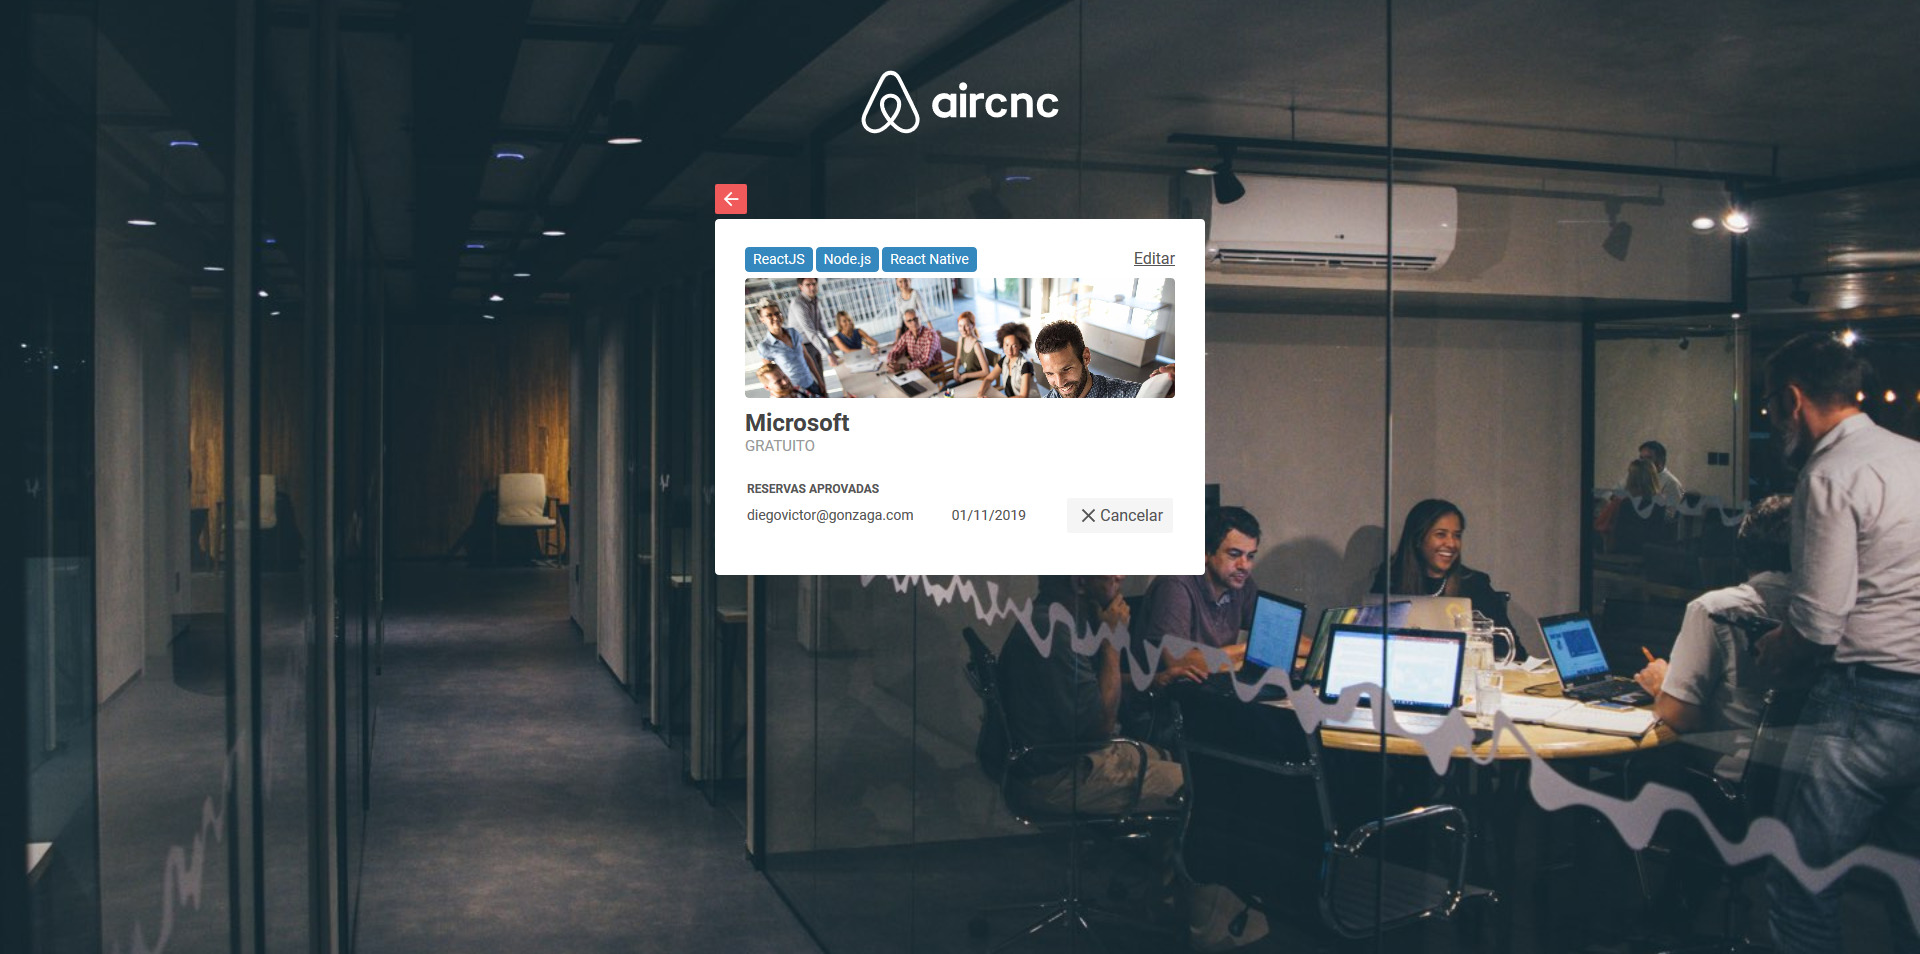 aircnc
ReactJS Node.js React Native Editar
Microsoft
GRATUITO
RESERVAS APROVADAS
diegovictor@gonzaga.com 01/11/2019 Cancelar